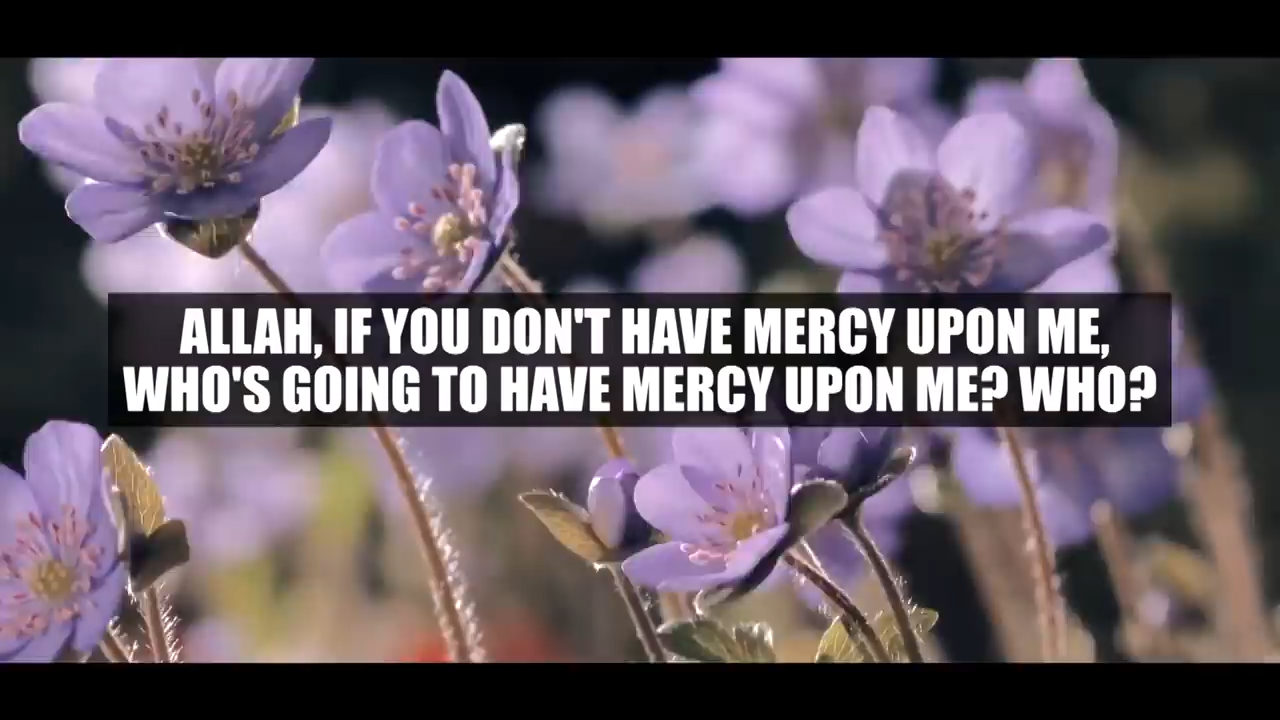 ALLAH, IF YOU DON'T HAVE MERCY UPON ME,
WHO'S GOING TO HAVE MERCY UPON ME? WHO?